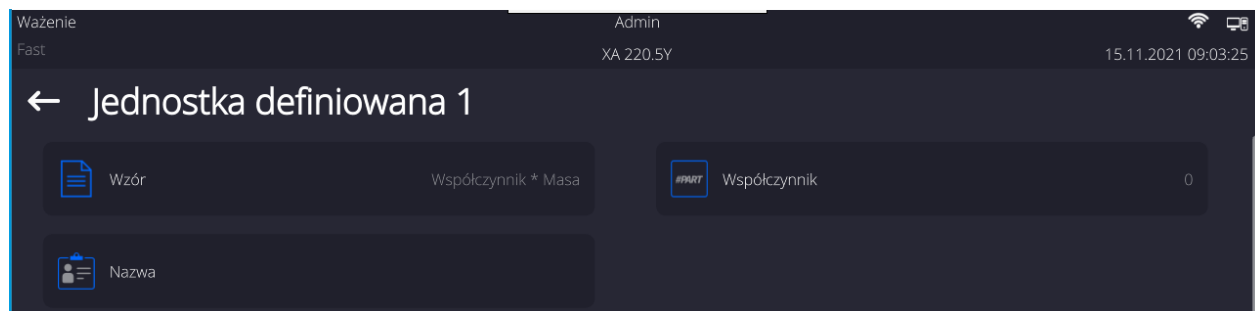 Ważenie Admin
Fast XA 220.5Y 15.11.2021 09:03:25
Jednostka definiowana 1
Wzór Współczynnik * Masa #PART Współczynnik 0
Nazwa